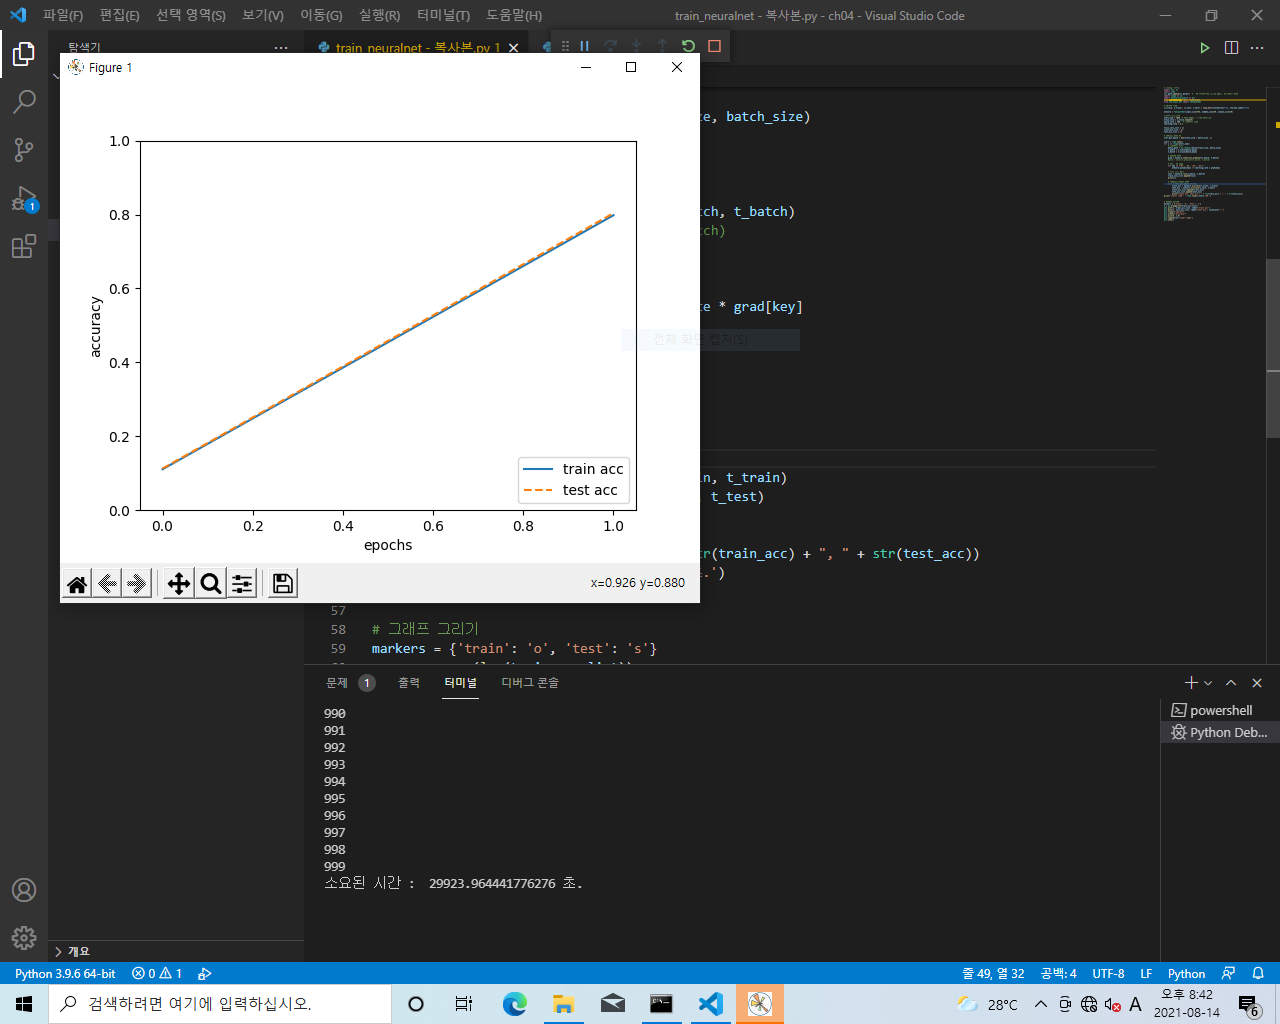 파일(F) 편집(E) 선택 영역(S) 보기(V) 이동(G) 실행(R) 터미널(T) 도움말(H) train_neuralnet - 복사본.py - ch04 - Visual Studio Code
탐색기
train_neuralnet - 복사본.py 1
Figure 1
1.0
0.8
0.6
0.4
0.2
0.0
accuracy
0.0 0.2 0.4 0.6 0.8 1.0
epochs
train acc
test acc
x=0.926 y=0.880
e, batch_size)
ch, t_batch)
ch)
e * grad[key]
전체 화면 캡처(S)
n, t_train)
t_test)
r(train_acc) + ", " + str(test_acc))
.')
57
58 # 그래프 그리기
59 markers = {'train': 'o', 'test': 's'}
문제 1 출력 터미널 디버그 콘솔
powershell
Python Deb...
990
991
992
993
994
995
996
997
998
999
소요된 시간 : 29923.964441776276 초.
1
개요
Python 3.9.6 64-bit 0 1 줄 49, 열 32 공백: 4 UTF-8 LF Python
검색하려면 여기에 입력하십시오.
28°C A 오후 8:42
2021-08-14
6